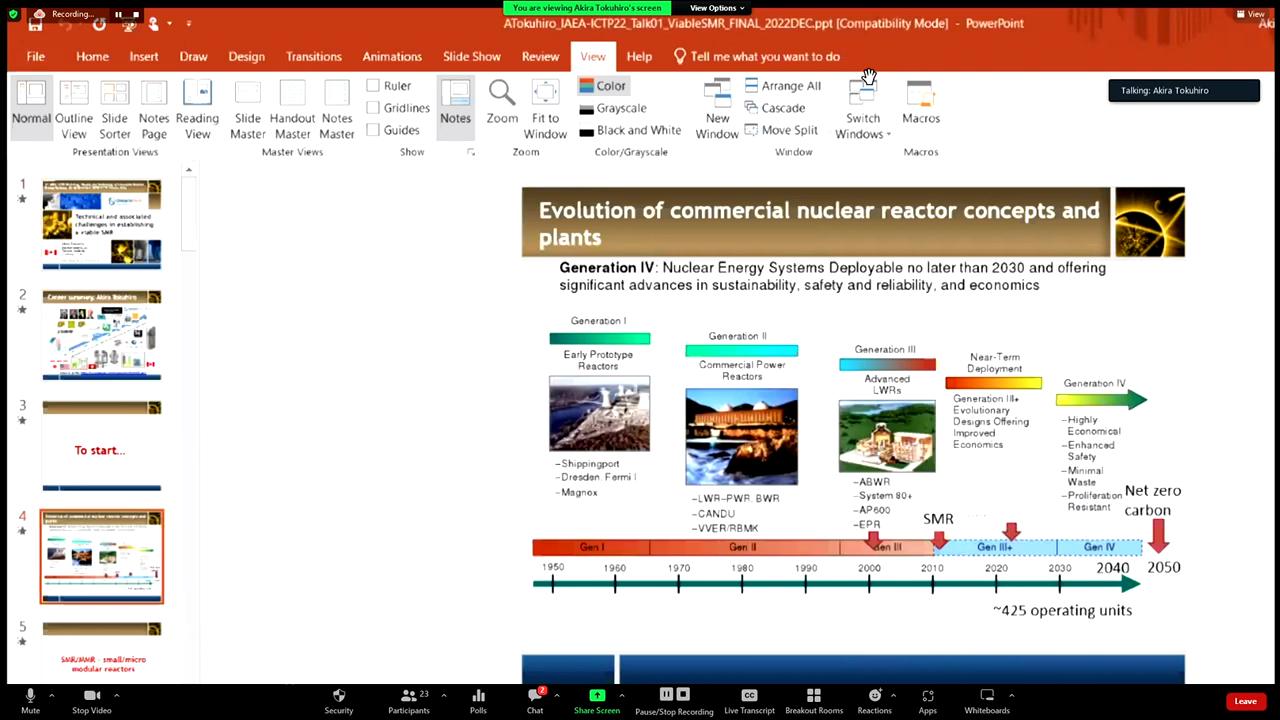 Recording...
You are viewing Akira Tokuhiro's screen
View Options
View
ATokuhiro_IAEA-ICTP22_Talk01_ViableSMR_FINAL_2022DEC.ppt [Compatibility Mode] - PowerPoint
File Home Insert Draw Design Transitions Animations Slide Show Review View Help Tell me what you want to do
Talking: Akira Tokuhiro
Normal
Outline View
Slide Sorter
Notes Page
Reading View
Presentation Views
Slide Master
Handout Master
Notes Master
Master Views
Ruler
Gridlines
Guides
Show
Notes
Zoom
Fit to Window
Zoom
Color
Grayscale
Black and White
Color/Grayscale
New Window
Arrange All
Cascade
Move Split
Switch Windows
Window
Macros
Macros
1
Technical and associated
challenges in establishing
a viable SMR
2
Career summary: Akira Tokuhiro
3
To start...
4
5
SMR/MMR - small/micro
modular reactors
Evolution of commercial nuclear reactor concepts and
plants
Generation IV: Nuclear Energy Systems Deployable no later than 2030 and offering
significant advances in sustainability, safety and reliability, and economics
Generation I
Early Prototype
Reactors
-Shippingport
-Dresden, Fermi I
-Magnox
Generation II
Commercial Power
Reactors
-LWR-PWR, BWR
-CANDU
-VVER/RBMK
Generation III
Advanced
LWRs
-ABWR
-System 80+
-AP600
-EPR
Near-Term
Deployment
Generation III+
Evolutionary
Designs Offering
Improved
Economics
Generation IV
-Highly
Economical
-Enhanced
Safety
-Minimal
Waste
-Proliferation
Resistant
SMR
Net zero
carbon
Gen I Gen II Gen III Gen III+ Gen IV
1950 1960 1970 1980 1990 2000 2010 2020 2030 2040 2050
~425 operating units
Mute
Stop Video
Security
23
Participants
Polls
2
Chat
Share Screen
Pause/Stop Recording
Live Transcript
Breakout Rooms
Reactions
Apps
Whiteboards
Leave